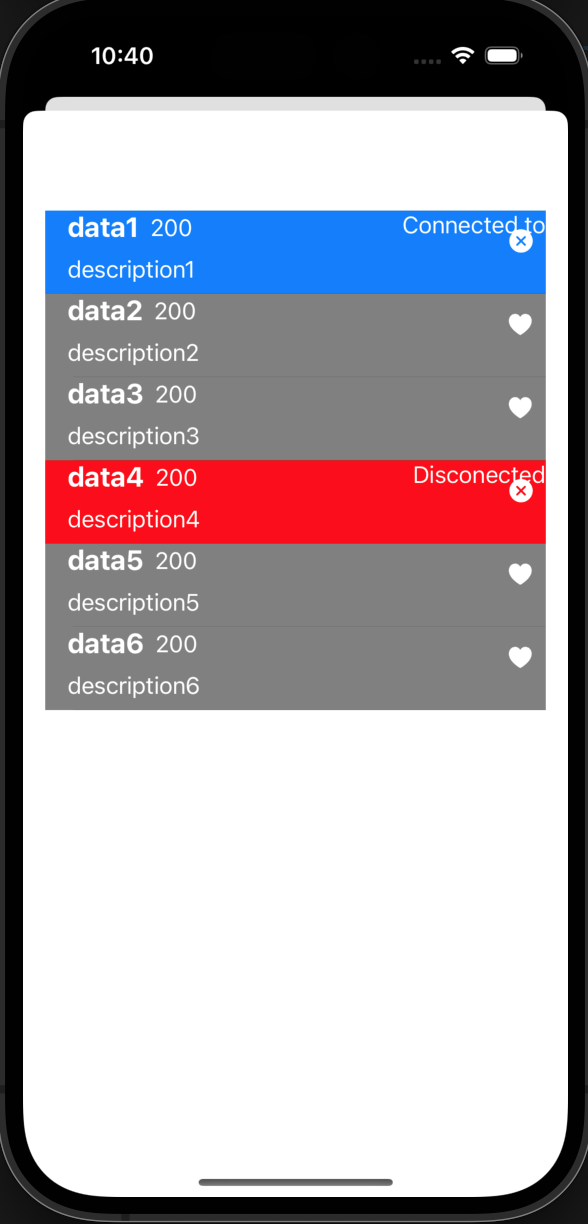 10:40
data1 200 Connected to
description1
data2 200
description2
data3 200
description3
data4 200 Disconected
description4
data5 200
description5
data6 200
description6